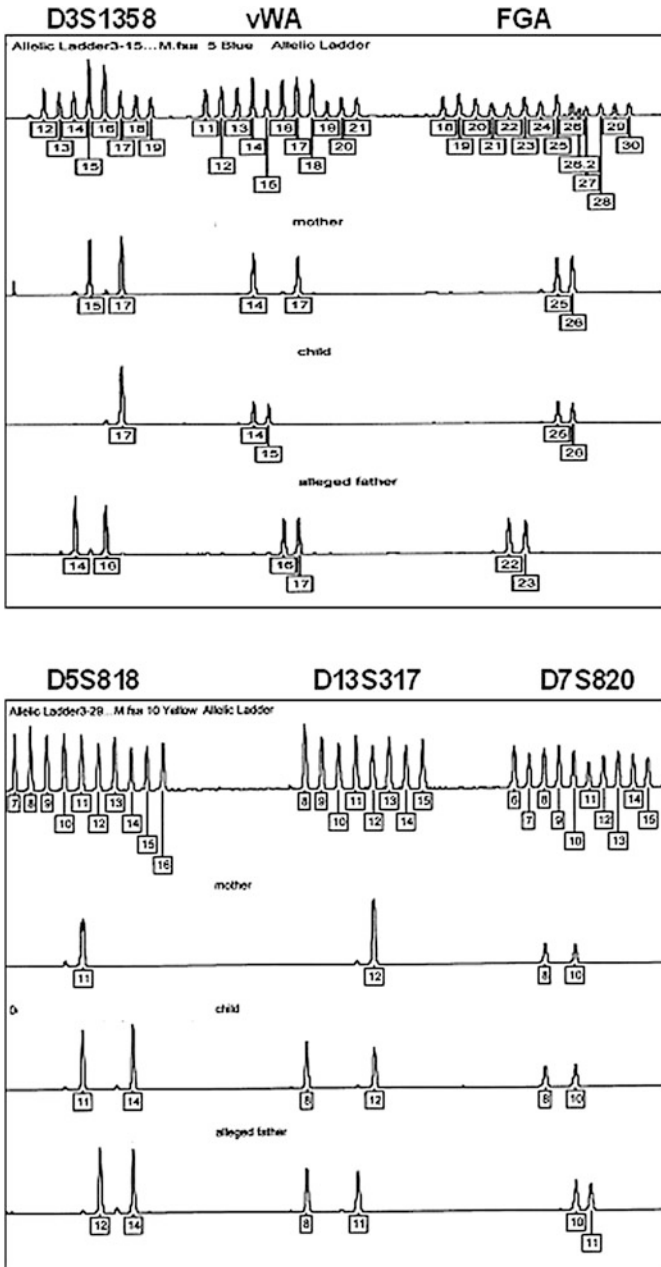 D3S1358 vWA FGA
Allelic Ladder3-15...M.fsa 5 Blue Allelic Ladder
12 14 16 18 11 13 16 19 21 18 20 22 24 26 29
13 17 19 14 17 20 19 21 23 25 26.2 30
15 12 15 18 27
28
mother
15 17 14 17 25
26
child
17 14 25
15 26
alleged father
14 16 16 22
17 23
D5S818 D13S317 D7S820
Allelic Ladder3-29...M.fsa 10 Yellow Allelic Ladder
7 8 9 11 13 8 9 11 13 15 6 8 11 14
10 12 14 10 12 14 7 9 12 15
15 10 13
16
mother
11 12 8 10
child
11 14 8 12 8 10
alleged father
12 14 8 11 10
11